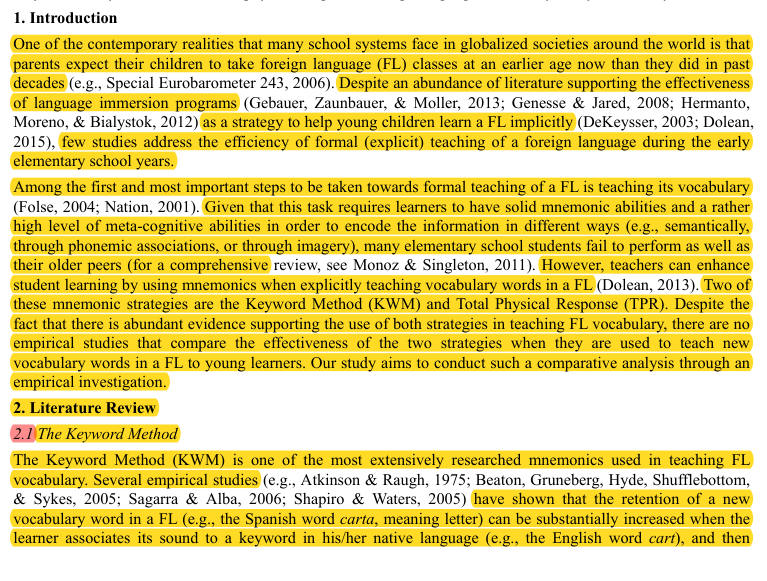 1. Introduction
One of the contemporary realities that many school systems face in globalized societies around the world is that
parents expect their children to take foreign language (FL) classes at an earlier age now than they did in past
decades (e.g., Special Eurobarometer 243, 2006). Despite an abundance of literature supporting the effectiveness
of language immersion programs (Gebauer, Zaunbauer, & Moller, 2013; Genesse & Jared, 2008; Hermanto,
Moreno, & Bialystok, 2012) as a strategy to help young children learn a FL implicitly (DeKeysser, 2003; Dolean,
2015), few studies address the efficiency of formal (explicit) teaching of a foreign language during the early
elementary school years.
Among the first and most important steps to be taken towards formal teaching of a FL is teaching its vocabulary
(Folse, 2004; Nation, 2001). Given that this task requires learners to have solid mnemonic abilities and a rather
high level of meta-cognitive abilities in order to encode the information in different ways (e.g., semantically,
through phonemic associations, or through imagery), many elementary school students fail to perform as well as
their older peers (for a comprehensive review, see Monoz & Singleton, 2011). However, teachers can enhance
student learning by using mnemonics when explicitly teaching vocabulary words in a FL (Dolean, 2013). Two of
these mnemonic strategies are the Keyword Method (KWM) and Total Physical Response (TPR). Despite the
fact that there is abundant evidence supporting the use of both strategies in teaching FL vocabulary, there are no
empirical studies that compare the effectiveness of the two strategies when they are used to teach new
vocabulary words in a FL to young learners. Our study aims to conduct such a comparative analysis through an
empirical investigation.
2. Literature Review
2.1 The Keyword Method
The Keyword Method (KWM) is one of the most extensively researched mnemonics used in teaching FL
vocabulary. Several empirical studies (e.g., Atkinson & Raugh, 1975; Beaton, Gruneberg, Hyde, Shufflebottom,
& Sykes, 2005; Sagarra & Alba, 2006; Shapiro & Waters, 2005) have shown that the retention of a new
vocabulary word in a FL (e.g., the Spanish word carta, meaning letter) can be substantially increased when the
learner associates its sound to a keyword in his/her native language (e.g., the English word cart), and then